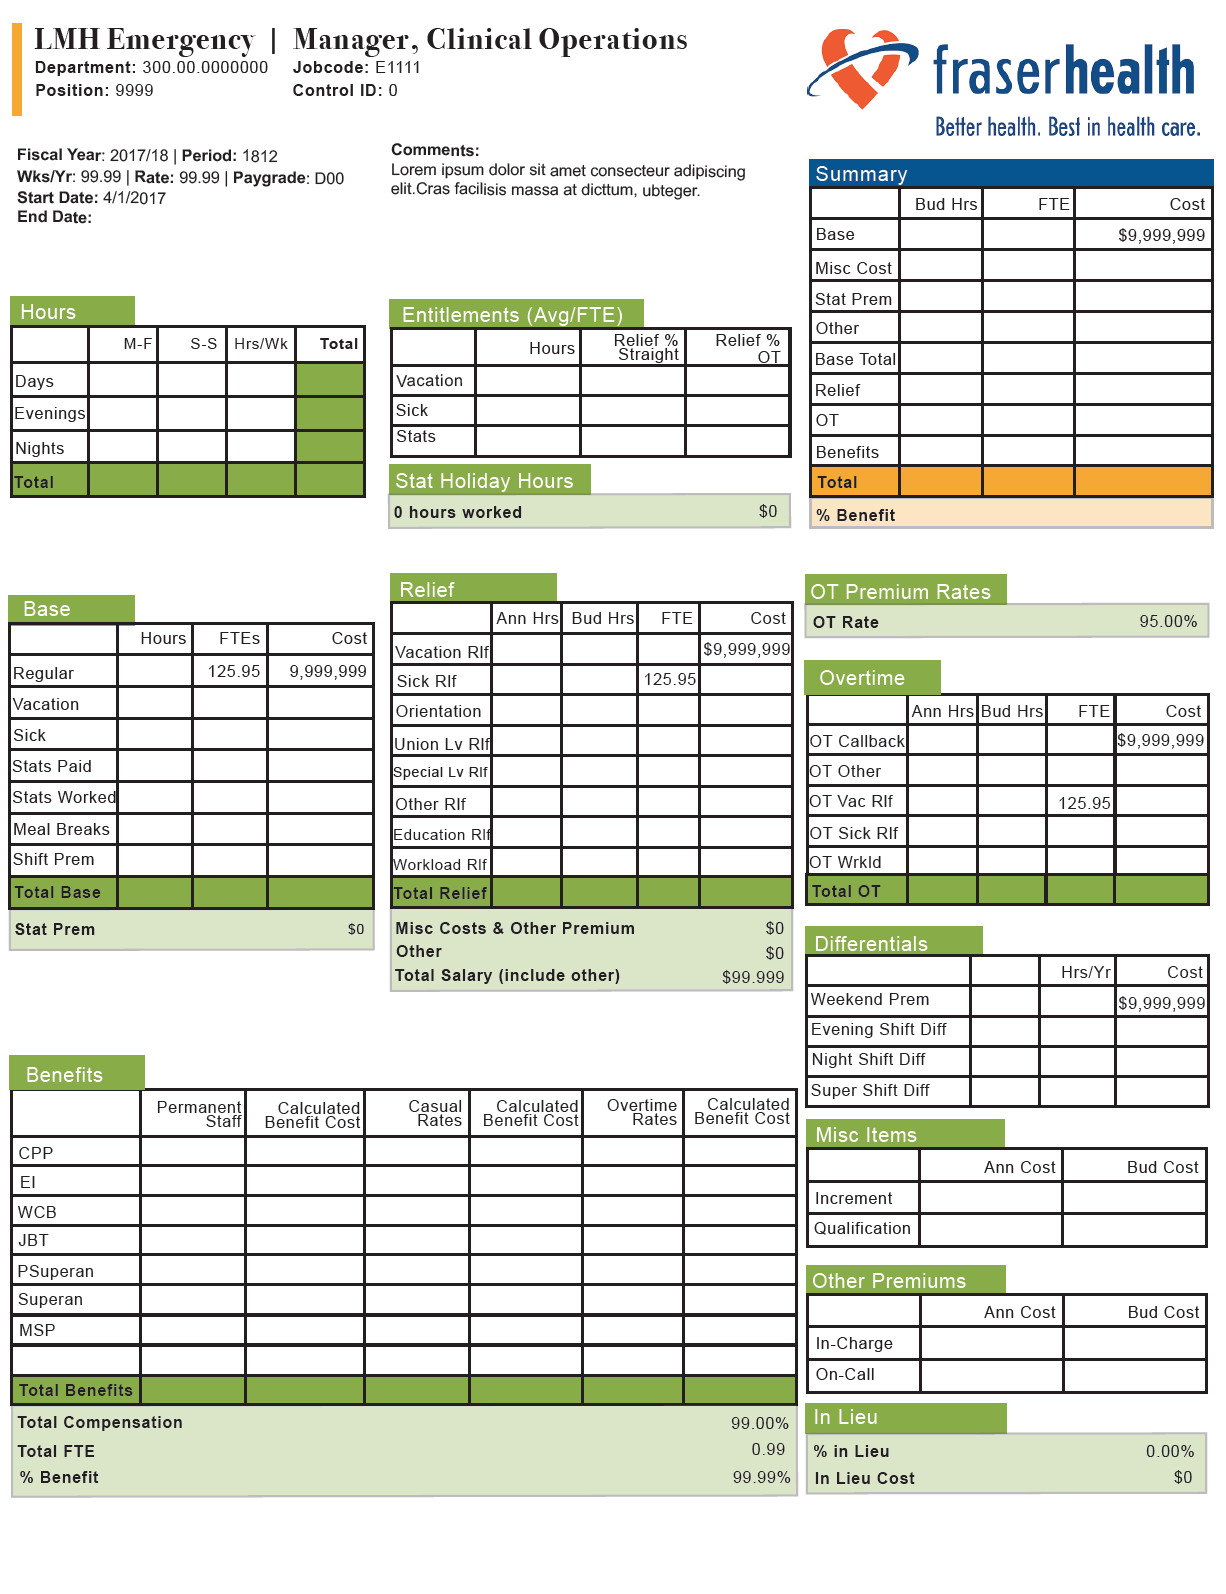 LMH Emergency | Manager, Clinical Operations
Department: 300.00.0000000 Jobcode: E1111
Position: 9999 Control ID: 0
fraserhealth
Better health. Best in health care.
Fiscal Year: 2017/18 | Period: 1812
Wks/Yr: 99.99 | Rate: 99.99 | Paygrade: D00
Start Date: 4/1/2017
End Date:
Comments:
Lorem ipsum dolor sit amet consecteur adipiscing
elit.Cras facilisis massa at dicttum, ubteger.
Summary
Bud Hrs FTE Cost
Base $9,999,999
Misc Cost
Stat Prem
Other
Base Total
Relief
OT
Benefits
Total
% Benefit
Hours
M-F S-S Hrs/Wk Total
Days
Evenings
Nights
Total
Entitlements (Avg/FTE)
Hours Relief % Straight Relief % OT
Vacation
Sick
Stats
Stat Holiday Hours
0 hours worked $0
Base
Hours FTEs Cost
Regular 125.95 9,999,999
Vacation
Sick
Stats Paid
Stats Worked
Meal Breaks
Shift Prem
Total Base
Stat Prem $0
Relief
Ann Hrs Bud Hrs FTE Cost
Vacation Rlf $9,999,999
Sick Rlf 125.95
Orientation
Union Lv Rlf
Special Lv Rlf
Other Rlf
Education Rlf
Workload Rlf
Total Relief
Misc Costs & Other Premium $0
Other $0
Total Salary (include other) $99.999
OT Premium Rates
OT Rate 95.00%
Overtime
Ann Hrs Bud Hrs FTE Cost
OT Callback $9,999,999
OT Other
OT Vac Rlf 125.95
OT Sick Rlf
OT Wrkld
Total OT
Differentials
Hrs/Yr Cost
Weekend Prem $9,999,999
Evening Shift Diff
Night Shift Diff
Super Shift Diff
Benefits
Permanent Staff Calculated Benefit Cost Casual Rates Calculated Benefit Cost Overtime Rates Calculated Benefit Cost
CPP
EI
WCB
JBT
PSuperan
Superan
MSP
Total Benefits
Total Compensation 99.00%
Total FTE 0.99
% Benefit 99.99%
Misc Items
Ann Cost Bud Cost
Increment
Qualification
Other Premiums
Ann Cost Bud Cost
In-Charge
On-Call
In Lieu
% in Lieu 0.00%
In Lieu Cost $0